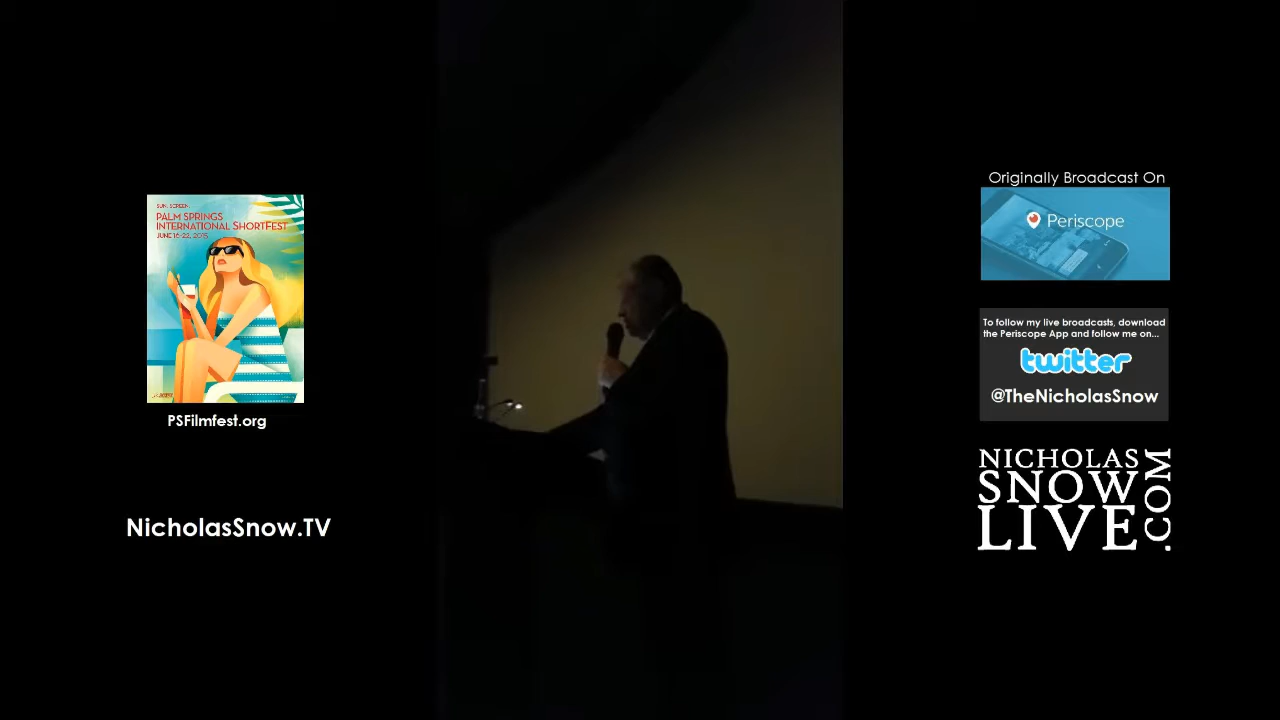 SUN. SCREEN.
PALM SPRINGS
INTERNATIONAL SHORTFEST
JUNE 16-22, 2015
PSFilmfest.org
NicholasSnow.TV
Originally Broadcast On
Periscope
To follow my live broadcasts, download
the Periscope App and follow me on...
twitter
@TheNicholasSnow
NICHOLAS
SNOW
LIVE
.COM